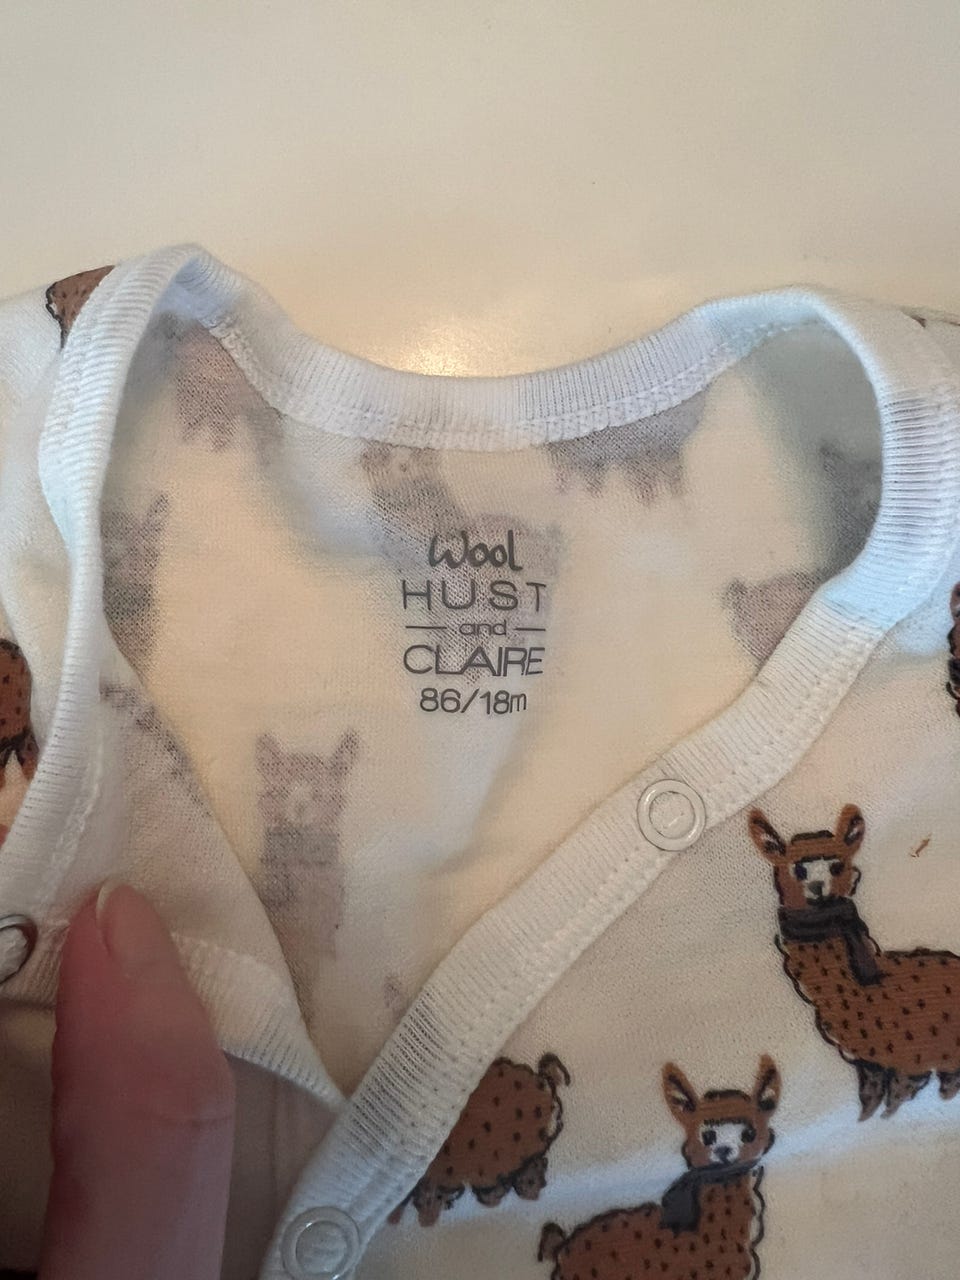 Wool
HUST
and
CLAIRE
86/18m